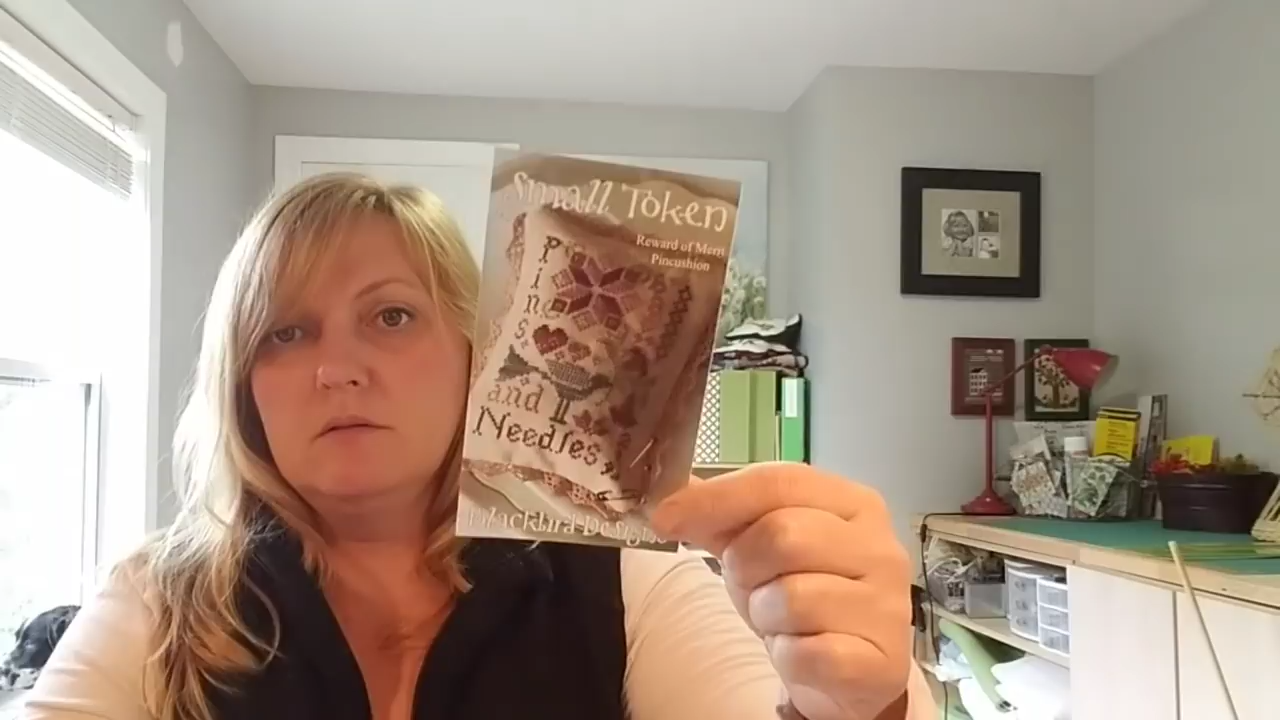 Small Token
Reward of Merit
Pincushion
Pins
and
Needles
Blackbird Designs